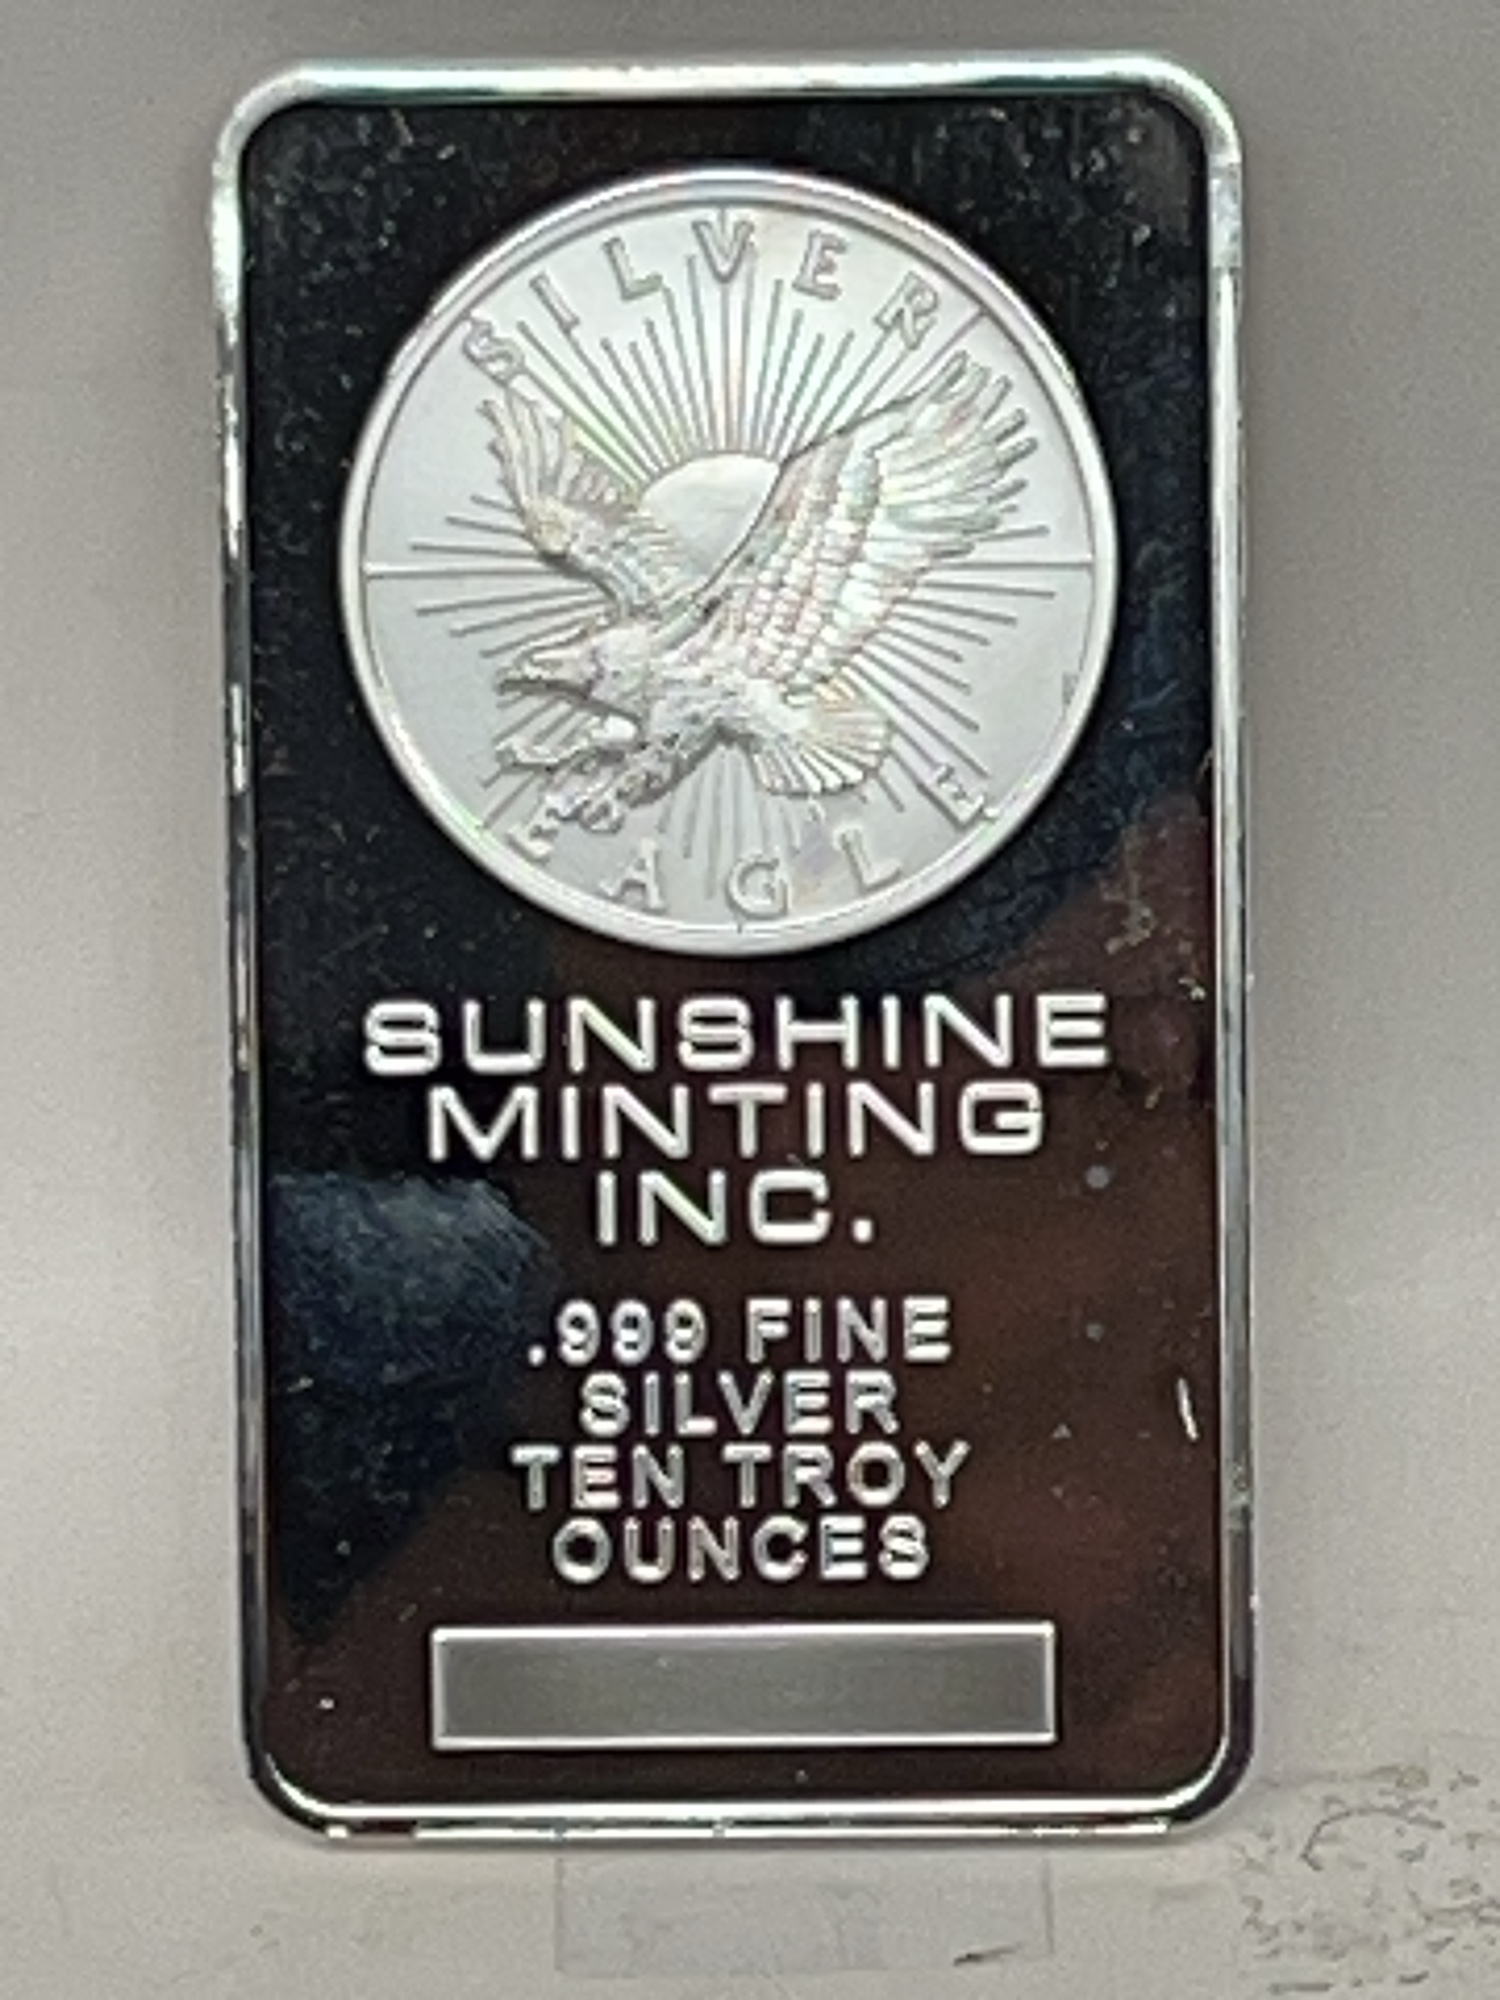 SILVER
EAGLE
SUNSHINE
MINTING
INC.
.999 FINE
SILVER
TEN TROY
OUNCES